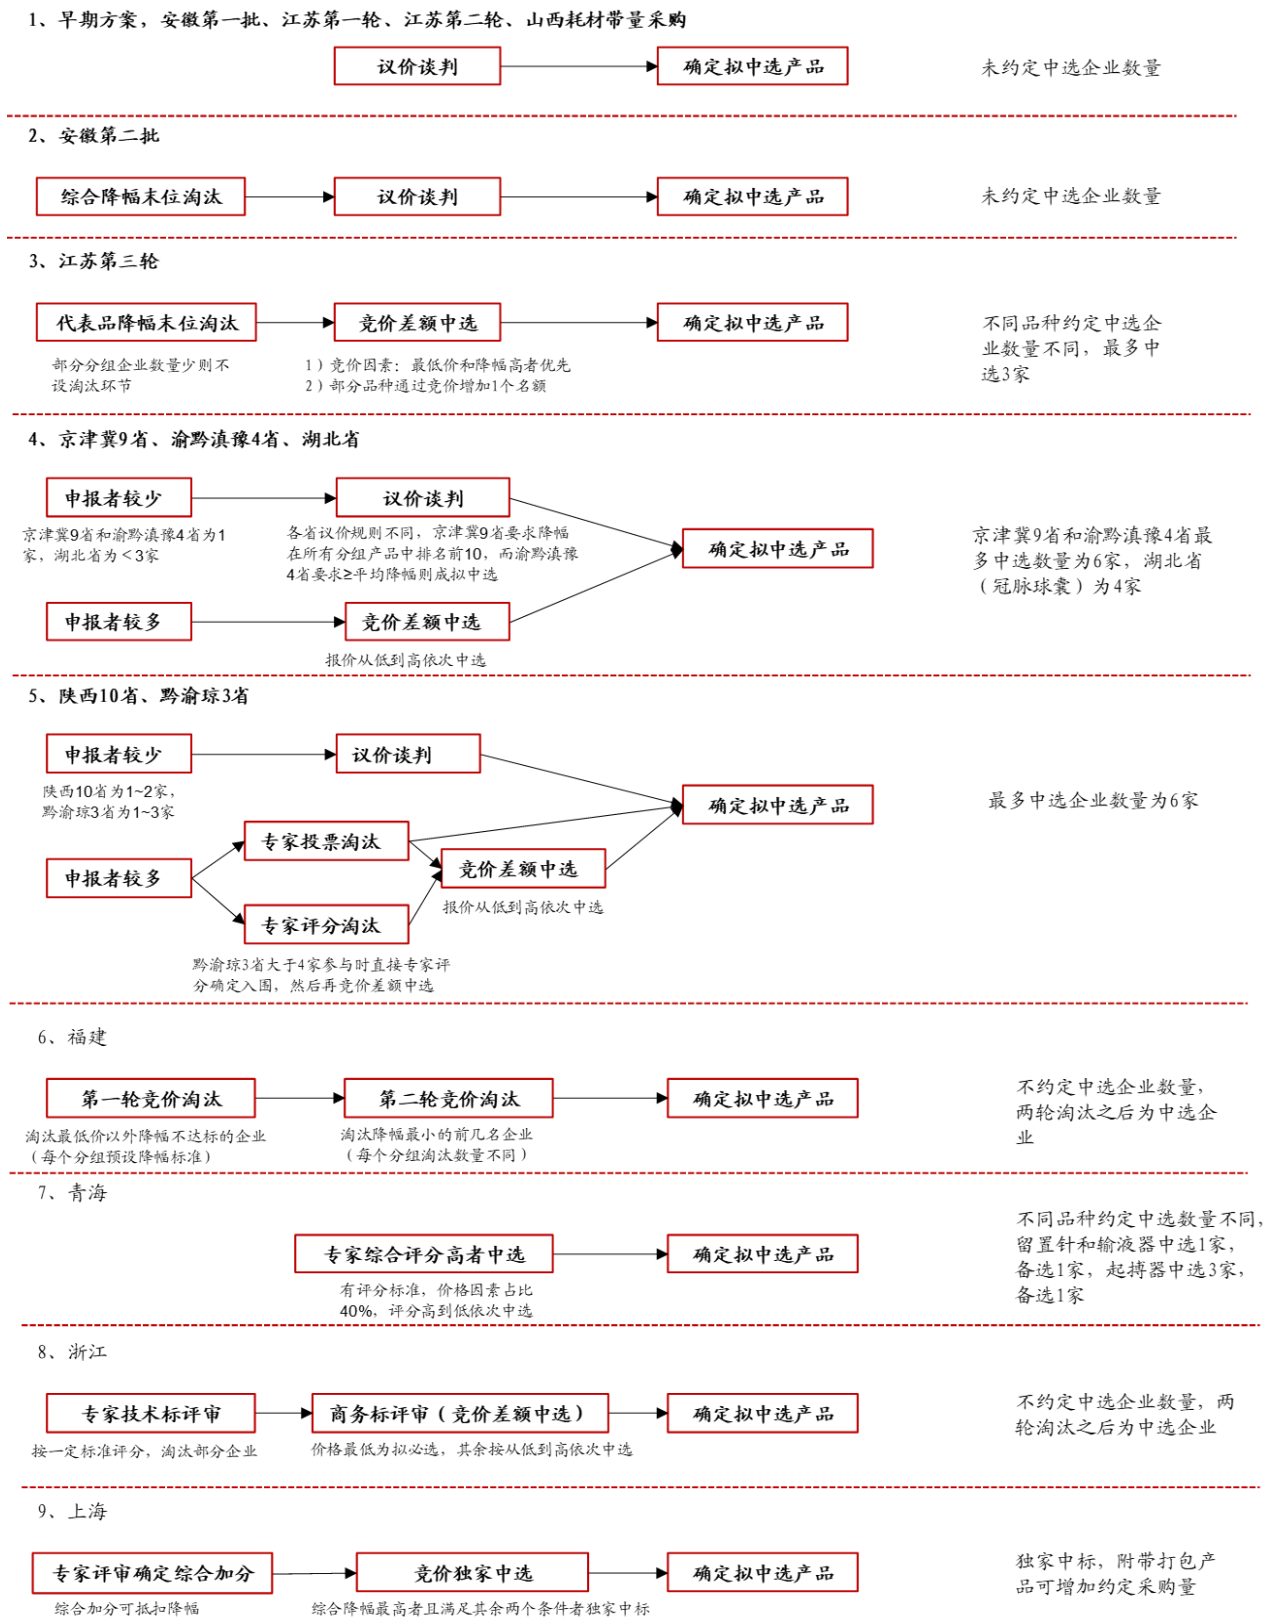 1、早期方案，安徽第一批、江苏第一轮、江苏第二轮、山西耗材带量采购
议价谈判
确定拟中选产品
未约定中选企业数量
2、安徽第二批
综合降幅末位淘汰
议价谈判
确定拟中选产品
未约定中选企业数量
3、江苏第三轮
代表品降幅末位淘汰
竞价差额中选
确定拟中选产品
部分分组企业数量少则不
设淘汰环节
1）竞价因素：最低价和降幅高者优先
2）部分品种通过竞价增加1个名额
不同品种约定中选企
业数量不同，最多中
选3家
4、京津冀9省、渝黔滇豫4省、湖北省
申报者较少
京津冀9省和渝黔滇豫4省为1
家，湖北省为＜3家
议价谈判
各省议价规则不同，京津冀9省要求降幅
在所有分组产品中排名前10，而渝黔滇豫
4省要求≥平均降幅则成拟中选
确定拟中选产品
京津冀9省和渝黔滇豫4省最
多中选数量为6家，湖北省
（冠脉球囊）为4家
申报者较多
竞价差额中选
报价从低到高依次中选
5、陕西10省、黔渝琼3省
申报者较少
陕西10省为1~2家，
黔渝琼3省为1~3家
议价谈判
确定拟中选产品
最多中选企业数量为6家
申报者较多
专家投票淘汰
竞价差额中选
报价从低到高依次中选
专家评分淘汰
黔渝琼3省大于4家参与时直接专家评
分确定入围，然后再竞价差额中选
6、福建
第一轮竞价淘汰
淘汰最低价以外降幅不达标的企业
（每个分组预设降幅标准）
第二轮竞价淘汰
淘汰降幅最小的前几名企业
（每个分组淘汰数量不同）
确定拟中选产品
不约定中选企业数量，
两轮淘汰之后为中选企
业
7、青海
专家综合评分高者中选
有评分标准，价格因素占比
40%，评分高到低依次中选
确定拟中选产品
不同品种约定中选数量不同，
留置针和输液器中选1家，
备选1家，起搏器中选3家，
备选1家
8、浙江
专家技术标评审
按一定标准评分，淘汰部分企业
商务标评审（竞价差额中选）
价格最低为拟必选，其余按从低到高依次中选
确定拟中选产品
不约定中选企业数量，两
轮淘汰之后为中选企业
9、上海
专家评审确定综合加分
综合加分可抵扣降幅
竞价独家中选
综合降幅最高者且满足其余两个条件者独家中标
确定拟中选产品
独家中标，附带打包产
品可增加约定采购量